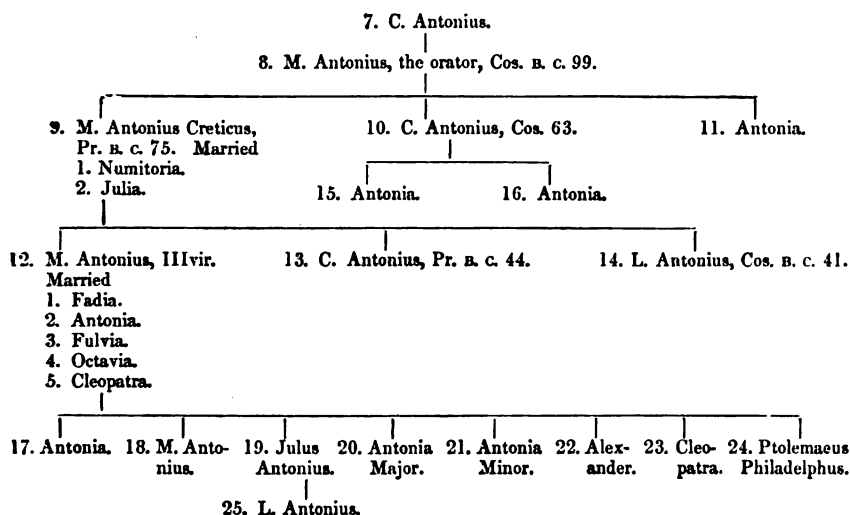 7. C. Antonius.
8. M. Antonius, the orator, Cos. B. C. 99.
9. M. Antonius Creticus,
Pr. B. C. 75. Married
1. Numitoria.
2. Julia.
10. C. Antonius, Cos. 63.
11. Antonia.
15. Antonia.
16. Antonia.
12. M. Antonius, IIIvir.
Married
1. Fadia.
2. Antonia.
3. Fulvia.
4. Octavia.
5. Cleopatra.
13. C. Antonius, Pr. B. C. 44.
14. L. Antonius, Cos. B. C. 41.
17. Antonia.
18. M. Anto-
nius.
19. Julus
Antonius.
20. Antonia
Major.
21. Antonia
Minor.
22. Alex-
ander.
23. Cleo-
patra.
24. Ptolemaeus
Philadelphus.
25. L. Antonius.